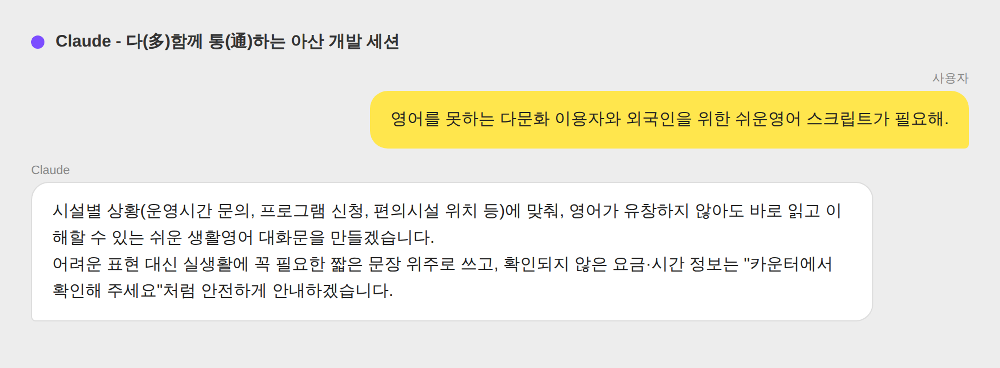 Claude - 다(多)함께 통(通)하는 아산 개발 세션
사용자
영어를 못하는 다문화 이용자와 외국인을 위한 쉬운영어 스크립트가 필요해.
Claude
시설별 상황(운영시간 문의, 프로그램 신청, 편의시설 위치 등)에 맞춰, 영어가 유창하지 않아도 바로 읽고 이
해할 수 있는 쉬운 생활영어 대화문을 만들겠습니다.
어려운 표현 대신 실생활에 꼭 필요한 짧은 문장 위주로 쓰고, 확인되지 않은 요금·시간 정보는 "카운터에서
확인해 주세요"처럼 안전하게 안내하겠습니다.